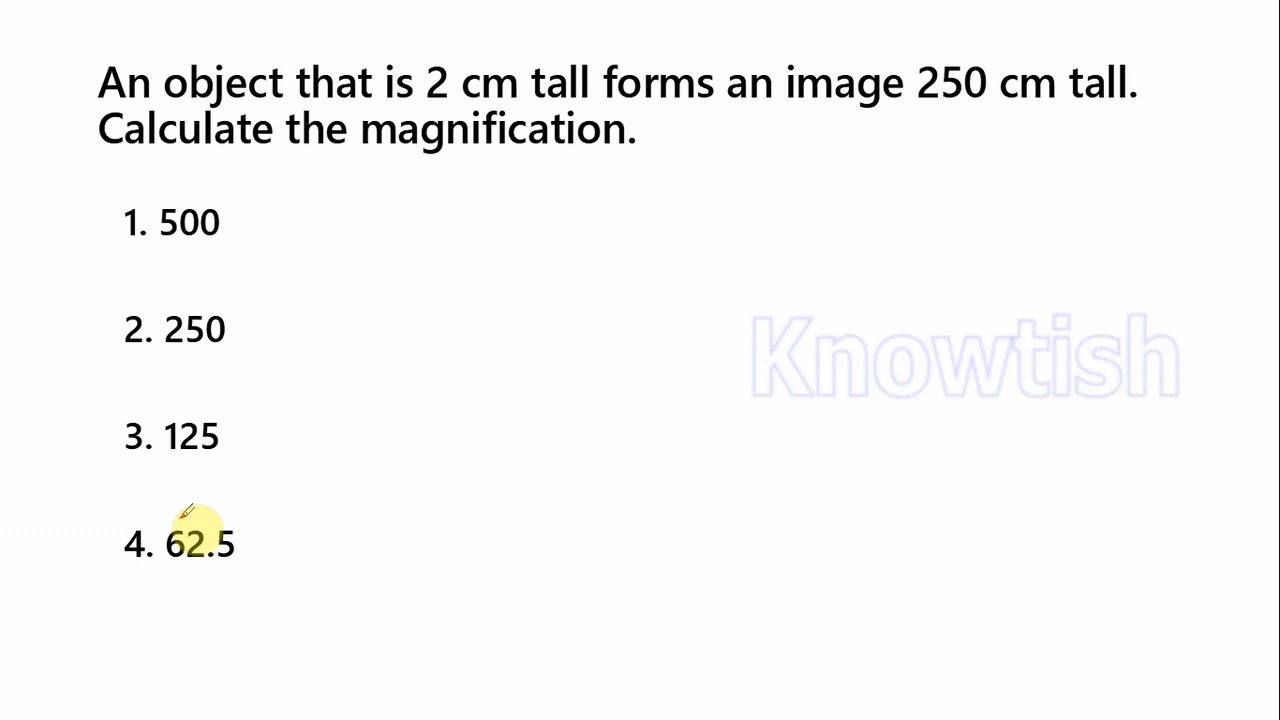 An object that is 2 cm tall forms an image 250 cm tall.
Calculate the magnification.
1. 500
2. 250
Knowtish
3. 125
4. 62.5